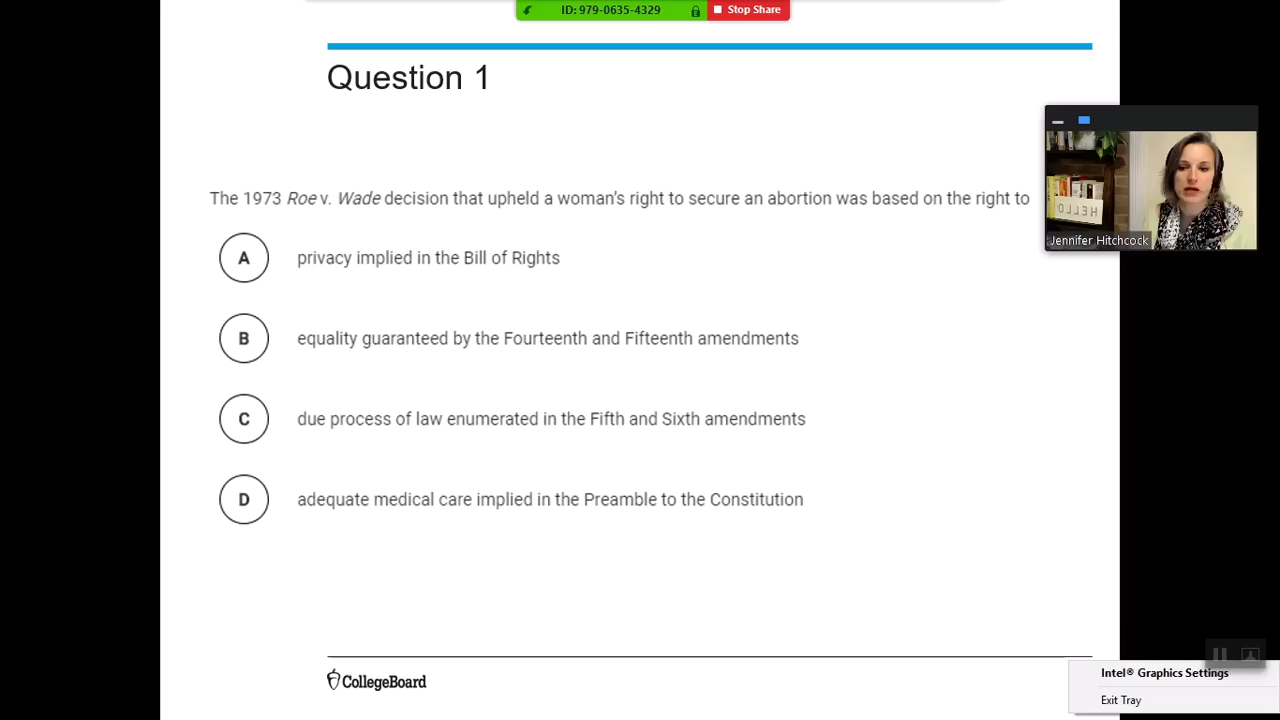 ID: 979-0635-4329
Stop Share
Question 1
The 1973 Roe v. Wade decision that upheld a woman's right to secure an abortion was based on the right to
A privacy implied in the Bill of Rights
B equality guaranteed by the Fourteenth and Fifteenth amendments
C due process of law enumerated in the Fifth and Sixth amendments
D adequate medical care implied in the Preamble to the Constitution
HELLO
Jennifer Hitchcock
CollegeBoard
Intel® Graphics Settings
Exit Tray